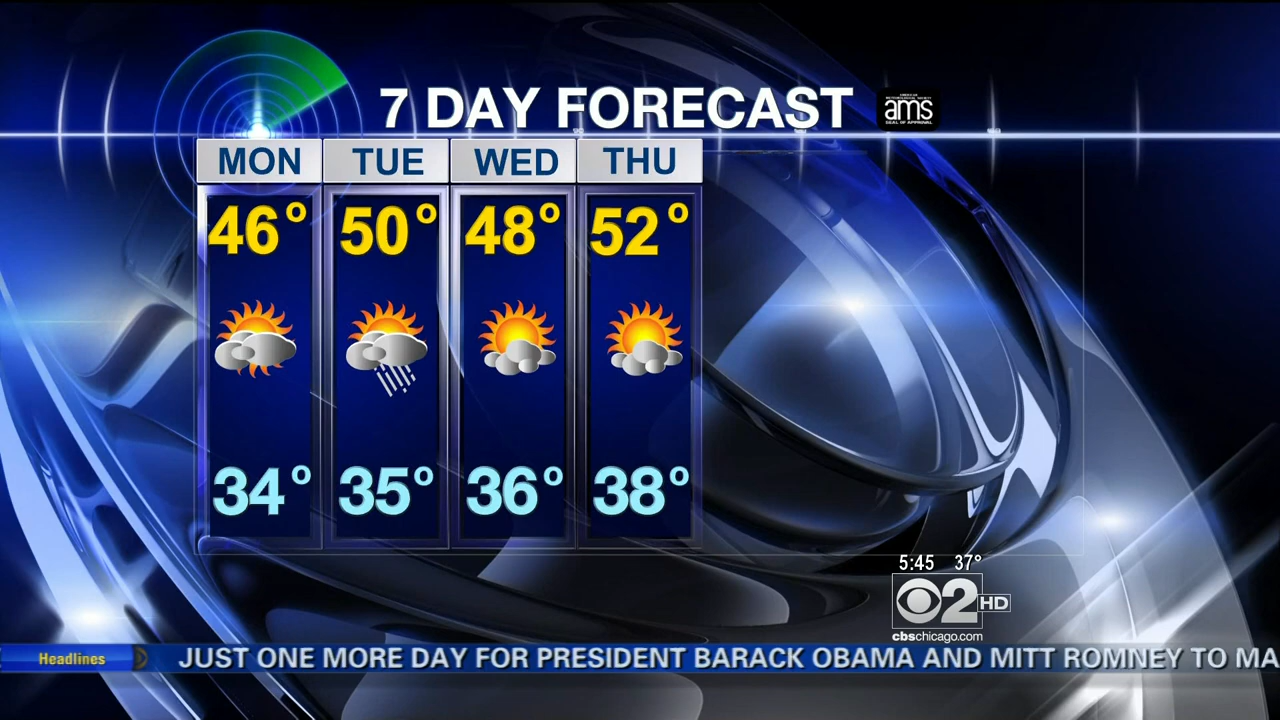 7 DAY FORECAST
ams
MON TUE WED THU
46° 50° 48° 52°
34° 35° 36° 38°
5:45 37°
2 HD
cbschicago.com
Headlines JUST ONE MORE DAY FOR PRESIDENT BARACK OBAMA AND MITT ROMNEY TO MA